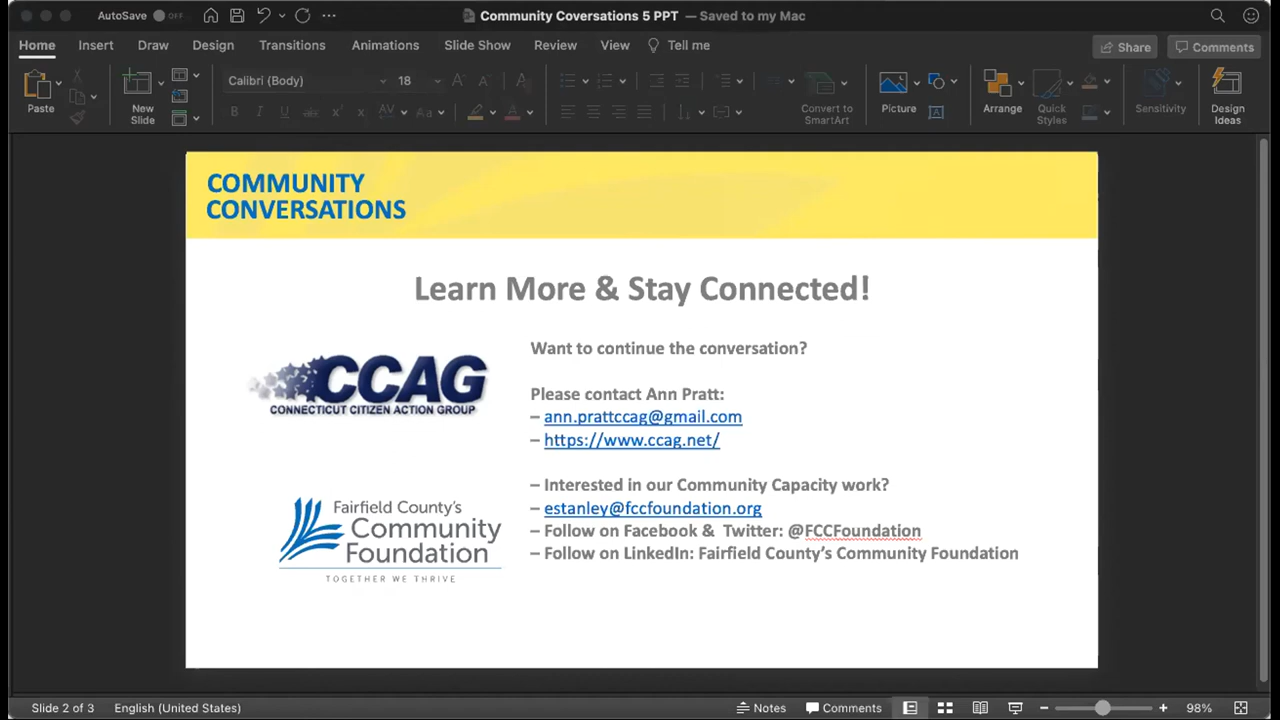 AutoSave OFF
Community Coversations 5 PPT — Saved to my Mac
Home Insert Draw Design Transitions Animations Slide Show Review View Tell me Share Comments
Paste
New
Slide
Calibri (Body) 18
Convert to
SmartArt
Picture
Arrange
Quick
Styles
Sensitivity
Design
Ideas
COMMUNITY
CONVERSATIONS
Learn More & Stay Connected!
CCAG
CONNECTICUT CITIZEN ACTION GROUP
Want to continue the conversation?
Please contact Ann Pratt:
– ann.prattccag@gmail.com
– https://www.ccag.net/
Fairfield County's
Community
Foundation
TOGETHER WE THRIVE
– Interested in our Community Capacity work?
– estanley@fccfoundation.org
– Follow on Facebook & Twitter: @FCCFoundation
– Follow on LinkedIn: Fairfield County’s Community Foundation
Slide 2 of 3 English (United States) Notes Comments 98%